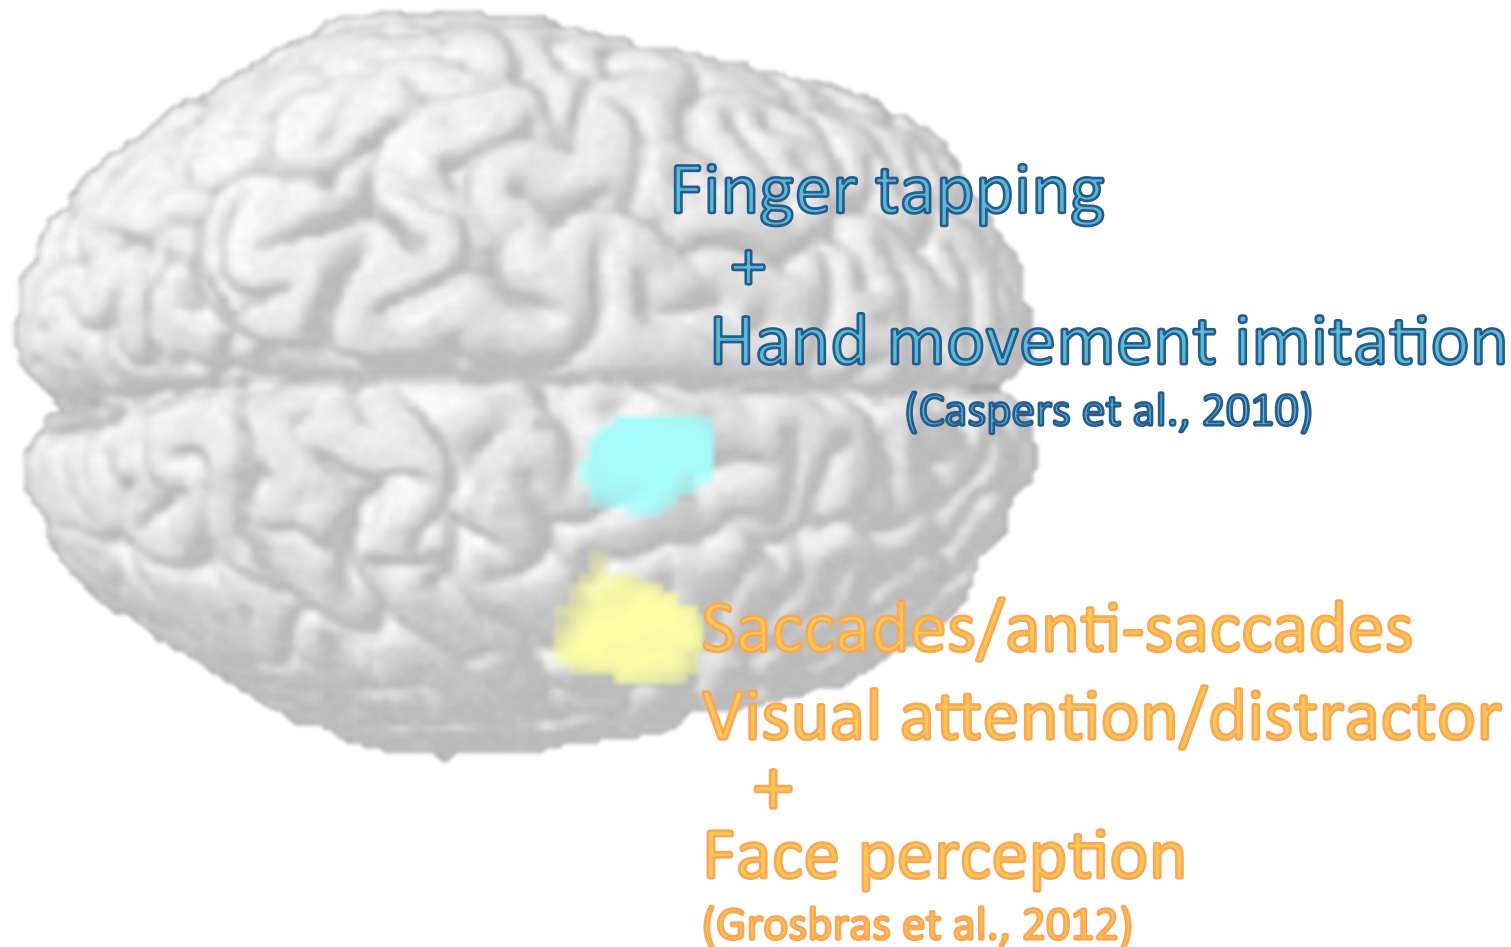 Finger tapping
+
Hand movement imitation
(Caspers et al., 2010)
Saccades/anti-saccades
Visual attention/distractor
+
Face perception
(Grosbras et al., 2012)